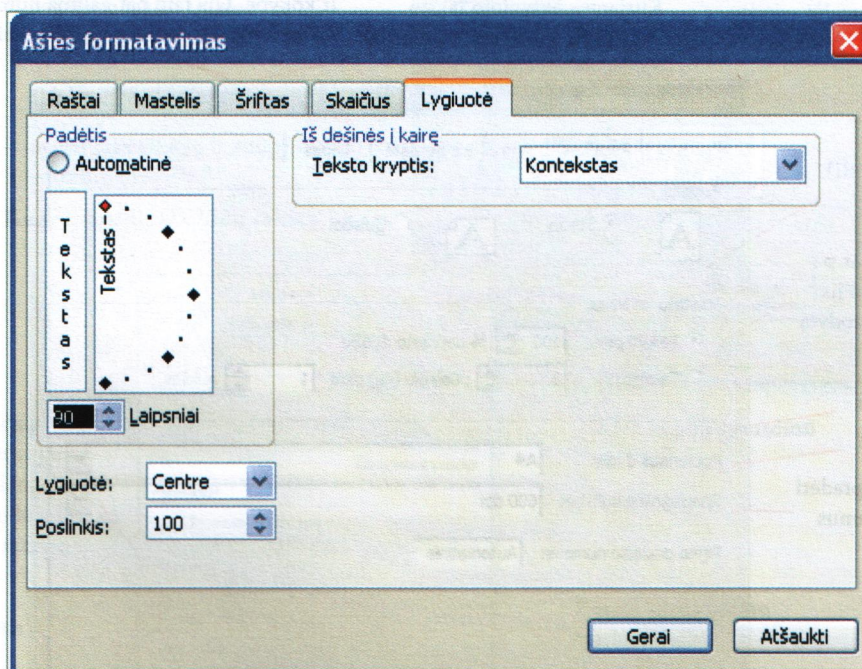 Ašies formatavimas
Raštai Mastelis Šriftas Skaičius Lygiuotė
Padėtis
Automatinė
Tekstas
Tekstas
90 Laipsniai
Iš dešinės į kairę
Teksto kryptis: Kontekstas
Lygiuotė: Centre
Poslinkis: 100
Gerai Atšaukti